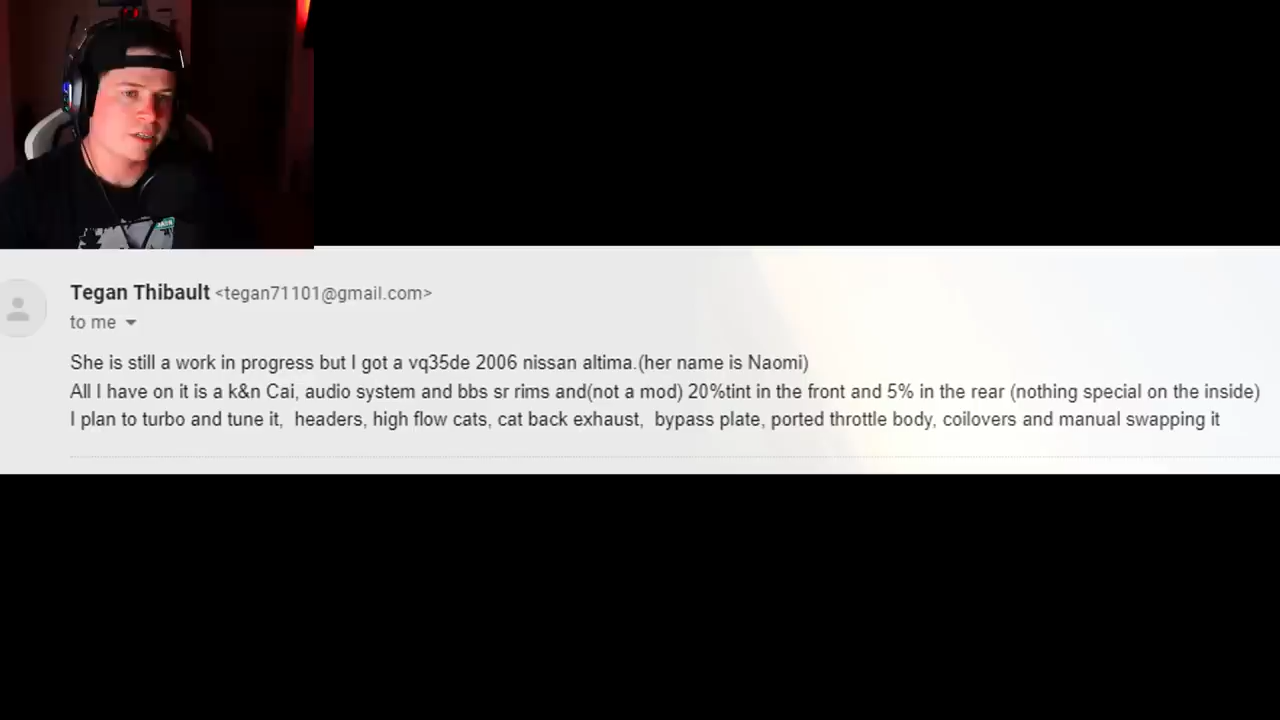 Tegan Thibault <tegan71101@gmail.com>
to me
She is still a work in progress but I got a vq35de 2006 nissan altima.(her name is Naomi)
All I have on it is a k&n Cai, audio system and bbs sr rims and(not a mod) 20%tint in the front and 5% in the rear (nothing special on the inside)
I plan to turbo and tune it,  headers, high flow cats, cat back exhaust,  bypass plate, ported throttle body, coilovers and manual swapping it